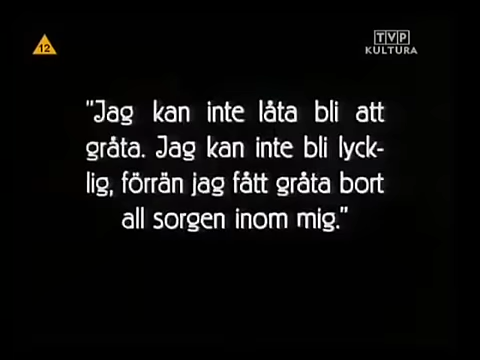 12
TVP
KULTURA
"Jag kan inte låta bli att
gråta. Jag kan inte bli lyck-
lig, förrän jag fått gråta bort
all sorgen inom mig."